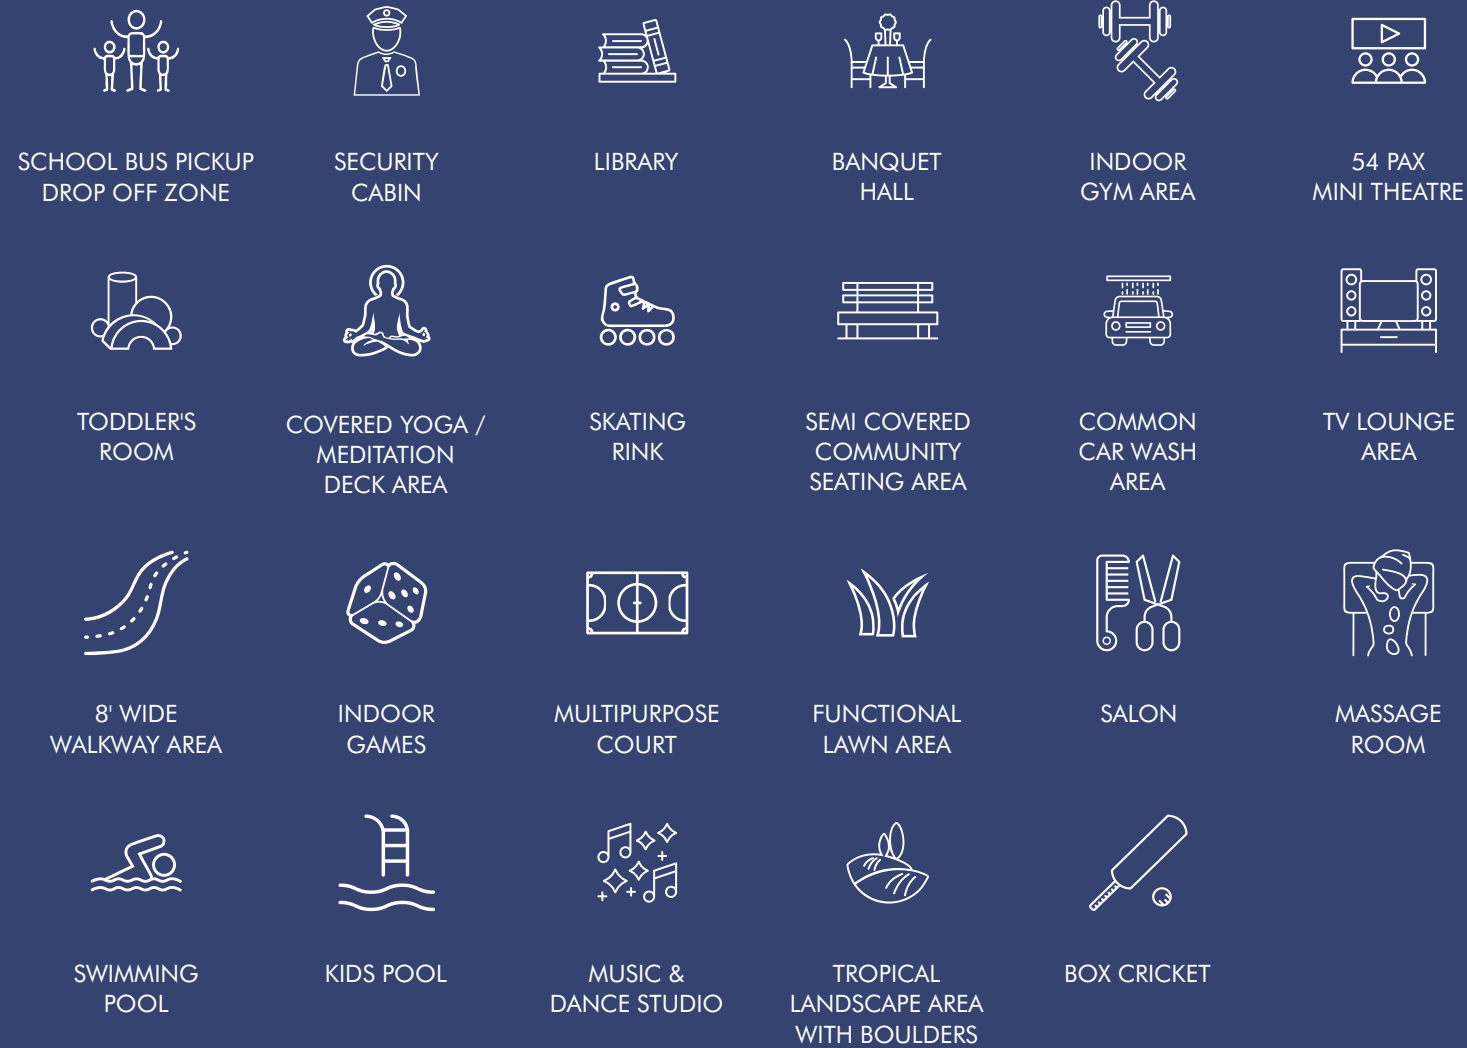 SCHOOL BUS PICKUP
DROP OFF ZONE
SECURITY
CABIN
LIBRARY
BANQUET
HALL
INDOOR
GYM AREA
54 PAX
MINI THEATRE
TODDLER'S
ROOM
COVERED YOGA /
MEDITATION
DECK AREA
SKATING
RINK
SEMI COVERED
COMMUNITY
SEATING AREA
COMMON
CAR WASH
AREA
TV LOUNGE
AREA
8' WIDE
WALKWAY AREA
INDOOR
GAMES
MULTIPURPOSE
COURT
FUNCTIONAL
LAWN AREA
SALON
MASSAGE
ROOM
SWIMMING
POOL
KIDS POOL
MUSIC &
DANCE STUDIO
TROPICAL
LANDSCAPE AREA
WITH BOULDERS
BOX CRICKET